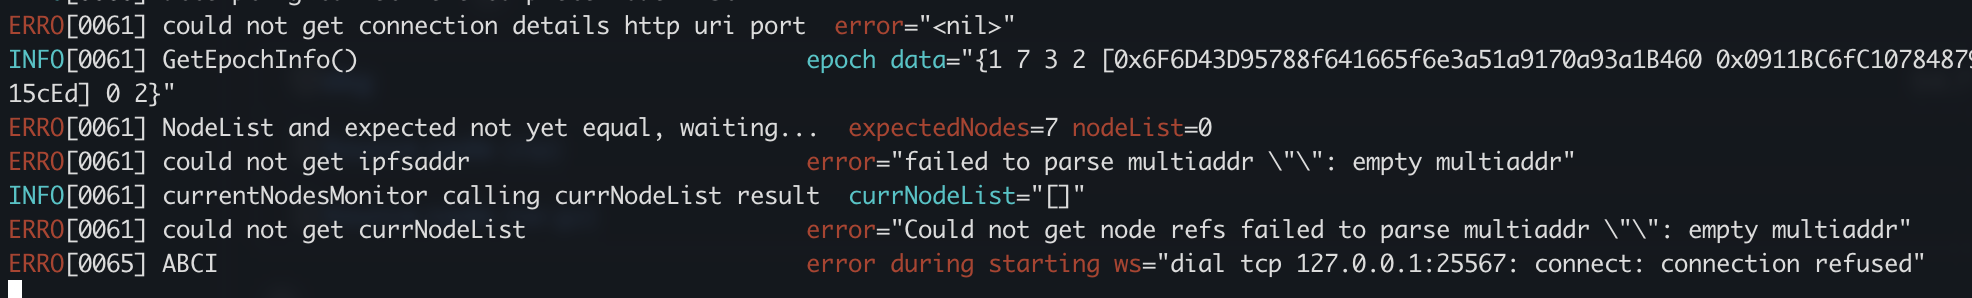 ERRO[0061] could not get connection details http uri port  error="<nil>"
INFO[0061] GetEpochInfo()                                epoch data="{1 7 3 2 [0x6F6D43D95788f641665f6e3a51a9170a93a1B460 0x0911BC6fC10784879
15cEd] 0 2}"
ERRO[0061] NodeList and expected not yet equal, waiting...  expectedNodes=7 nodeList=0
ERRO[0061] could not get ipfsaddr                        error="failed to parse multiaddr \"\": empty multiaddr"
INFO[0061] currentNodesMonitor calling currNodeList result  currNodeList="[]"
ERRO[0061] could not get currNodeList                    error="Could not get node refs failed to parse multiaddr \"\": empty multiaddr"
ERRO[0065] ABCI                                          error during starting ws="dial tcp 127.0.0.1:25567: connect: connection refused"